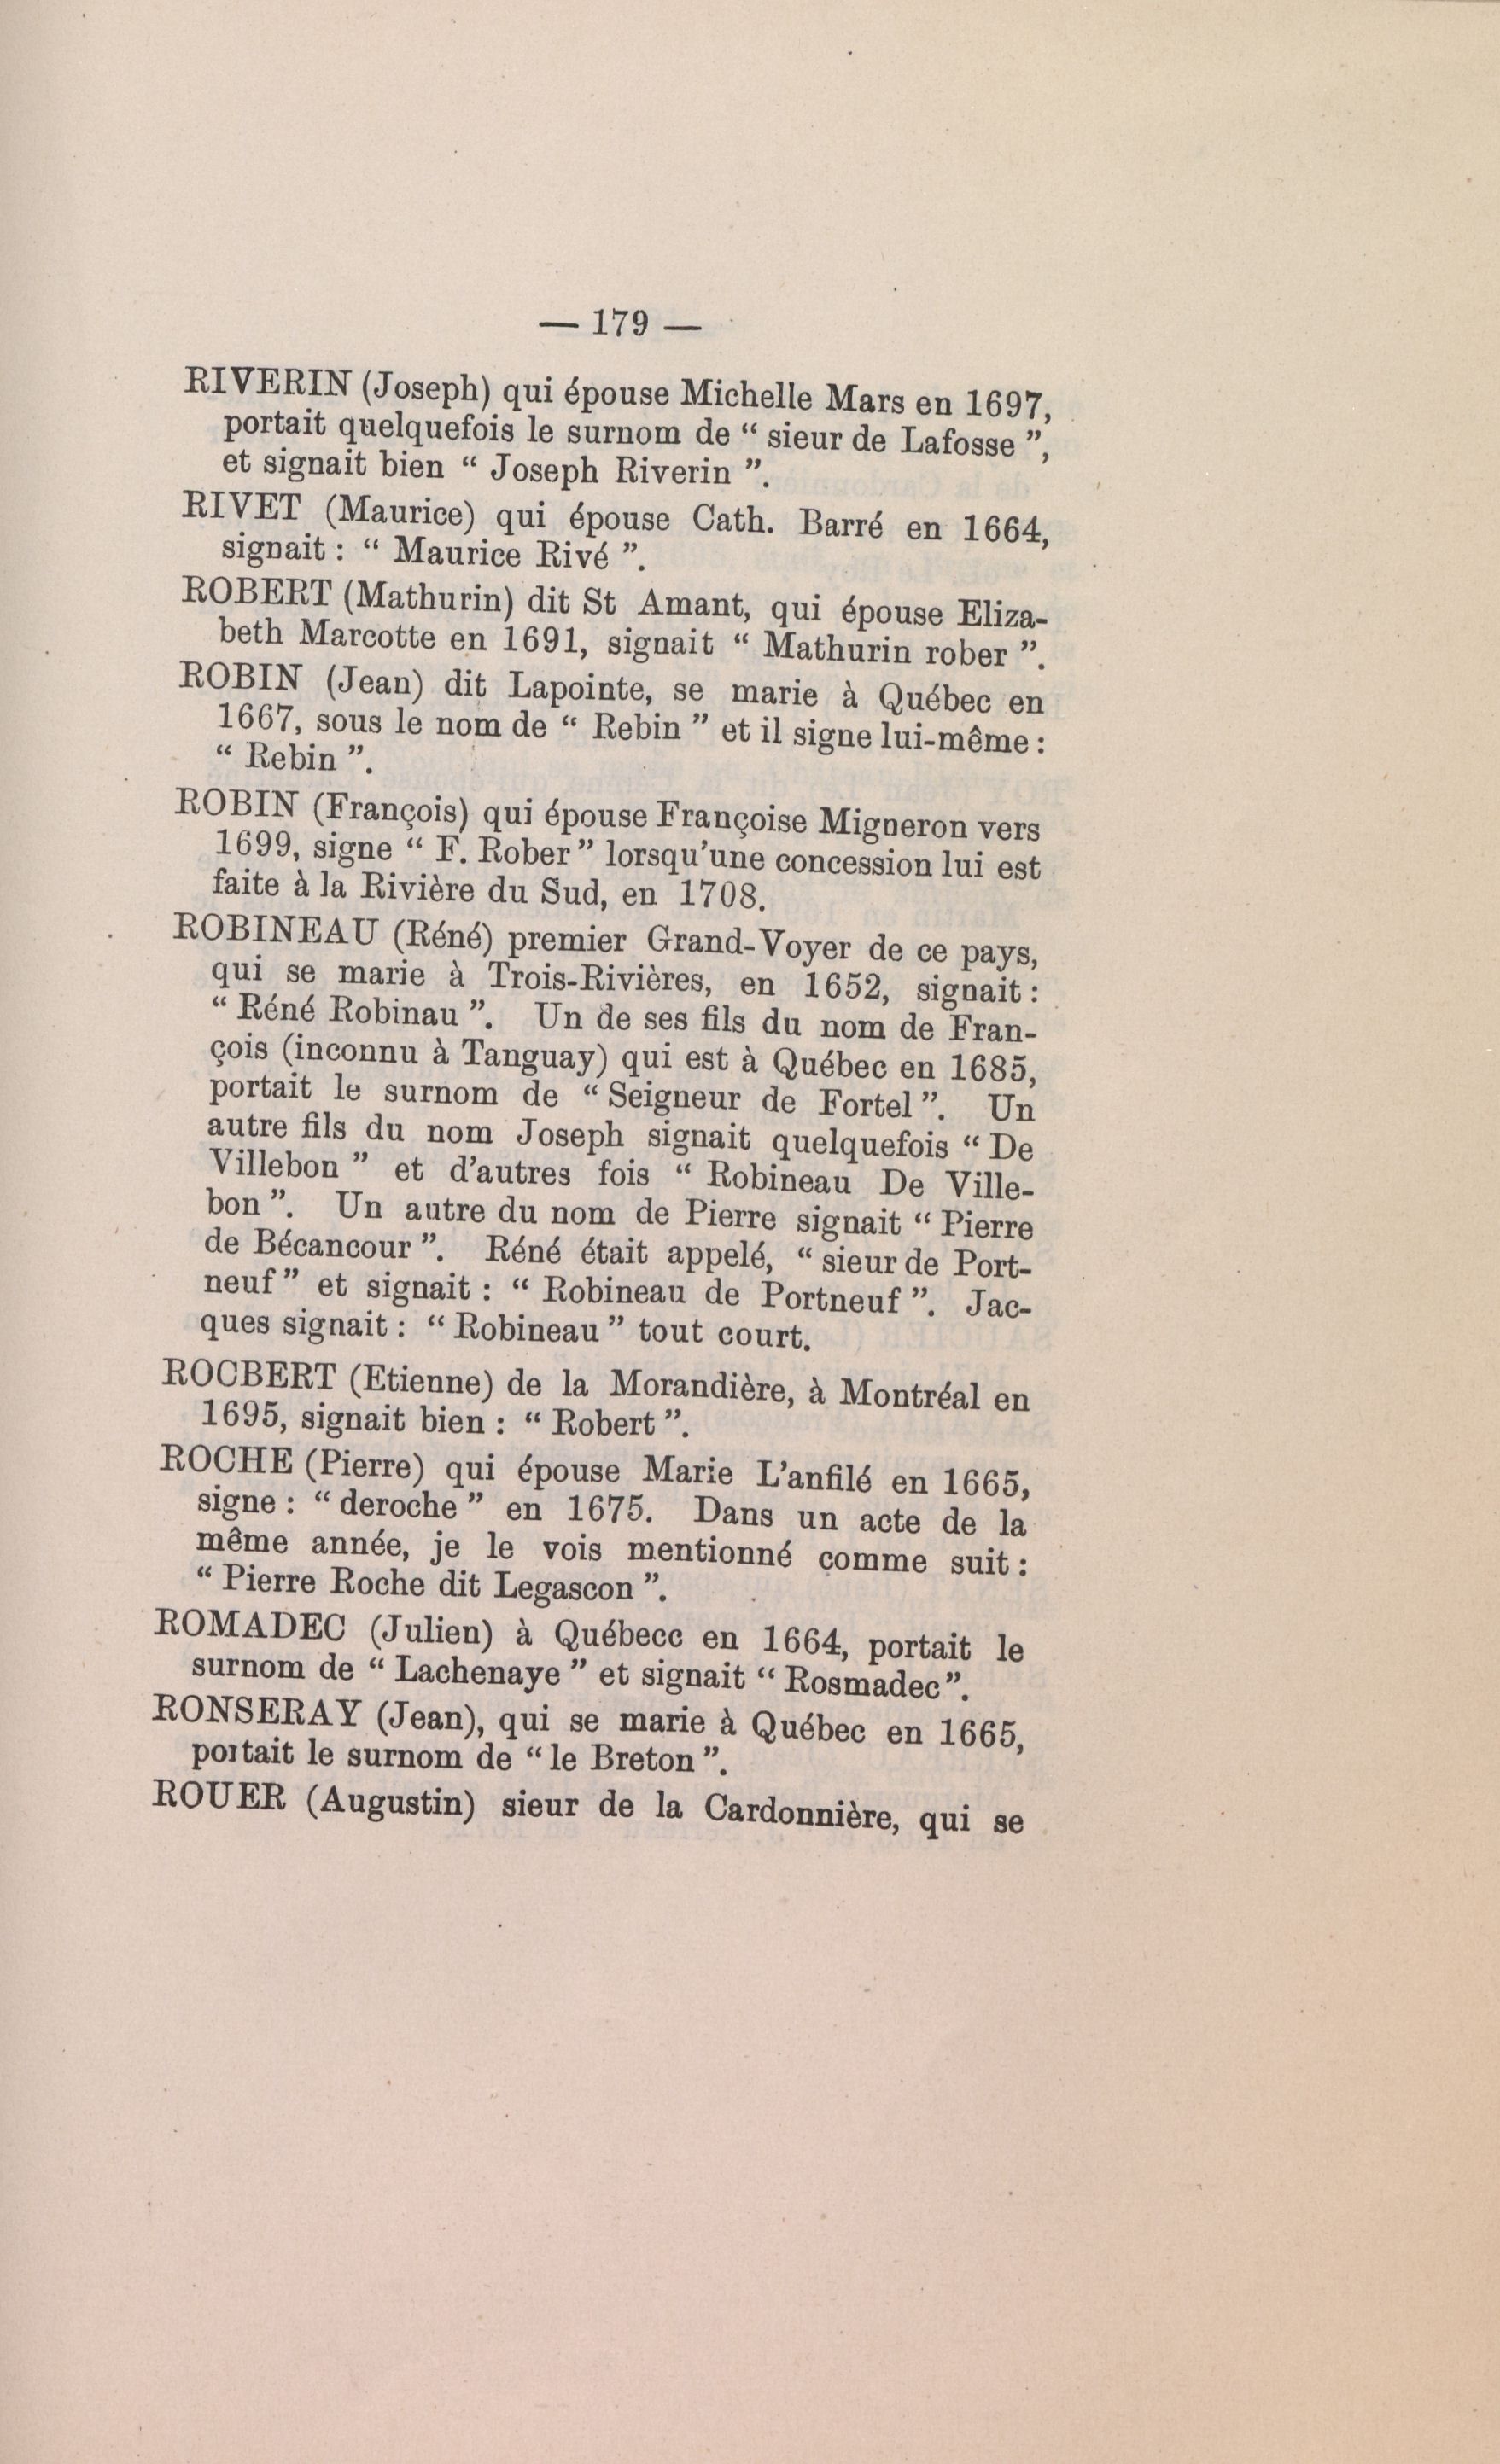 — 179 —
RIVERIN (Joseph) qui épouse Michelle Mars en 1697,
portait quelquefois le surnom de “ sieur de Lafosse ”,
et signait bien “ Joseph Riverin ”.
RIVET (Maurice) qui épouse Cath. Barré en 1664,
signait : “ Maurice Rivé ”.
ROBERT (Mathurin) dit St Amant, qui épouse Eliza-
beth Marcotte en 1691, signait “ Mathurin rober ”.
ROBIN (Jean) dit Lapointe, se marie à Québec en
1667, sous le nom de “ Rebin ” et il signe lui-même :
“ Rebin ”.
ROBIN (François) qui épouse Françoise Migneron vers
1699, signe “ F. Rober ” lorsqu'une concession lui est
faite à la Rivière du Sud, en 1708.
ROBINEAU (Réné) premier Grand-Voyer de ce pays,
qui se marie à Trois-Rivières, en 1652, signait :
“ Réné Robinau ”. Un de ses fils du nom de Fran-
çois (inconnu à Tanguay) qui est à Québec en 1685,
portait le surnom de “ Seigneur de Fortel ”. Un
autre fils du nom Joseph signait quelquefois “ De
Villebon ” et d'autres fois “ Robineau De Ville-
bon ”. Un autre du nom de Pierre signait “ Pierre
de Bécancour ”. Réné était appelé, “ sieur de Port-
neuf ” et signait : “ Robineau de Portneuf ”. Jac-
ques signait : “ Robineau ” tout court.
ROCBERT (Etienne) de la Morandière, à Montréal en
1695, signait bien : “ Robert ”.
ROCHE (Pierre) qui épouse Marie L'anfilé en 1665,
signe : “ deroche ” en 1675. Dans un acte de la
même année, je le vois mentionné comme suit :
“ Pierre Roche dit Legascon ”.
ROMADEC (Julien) à Québecc en 1664, portait le
surnom de “ Lachenaye ” et signait “ Rosmadec ”.
RONSERAY (Jean), qui se marie à Québec en 1665,
portait le surnom de “ le Breton ”.
ROUER (Augustin) sieur de la Cardonnière, qui se